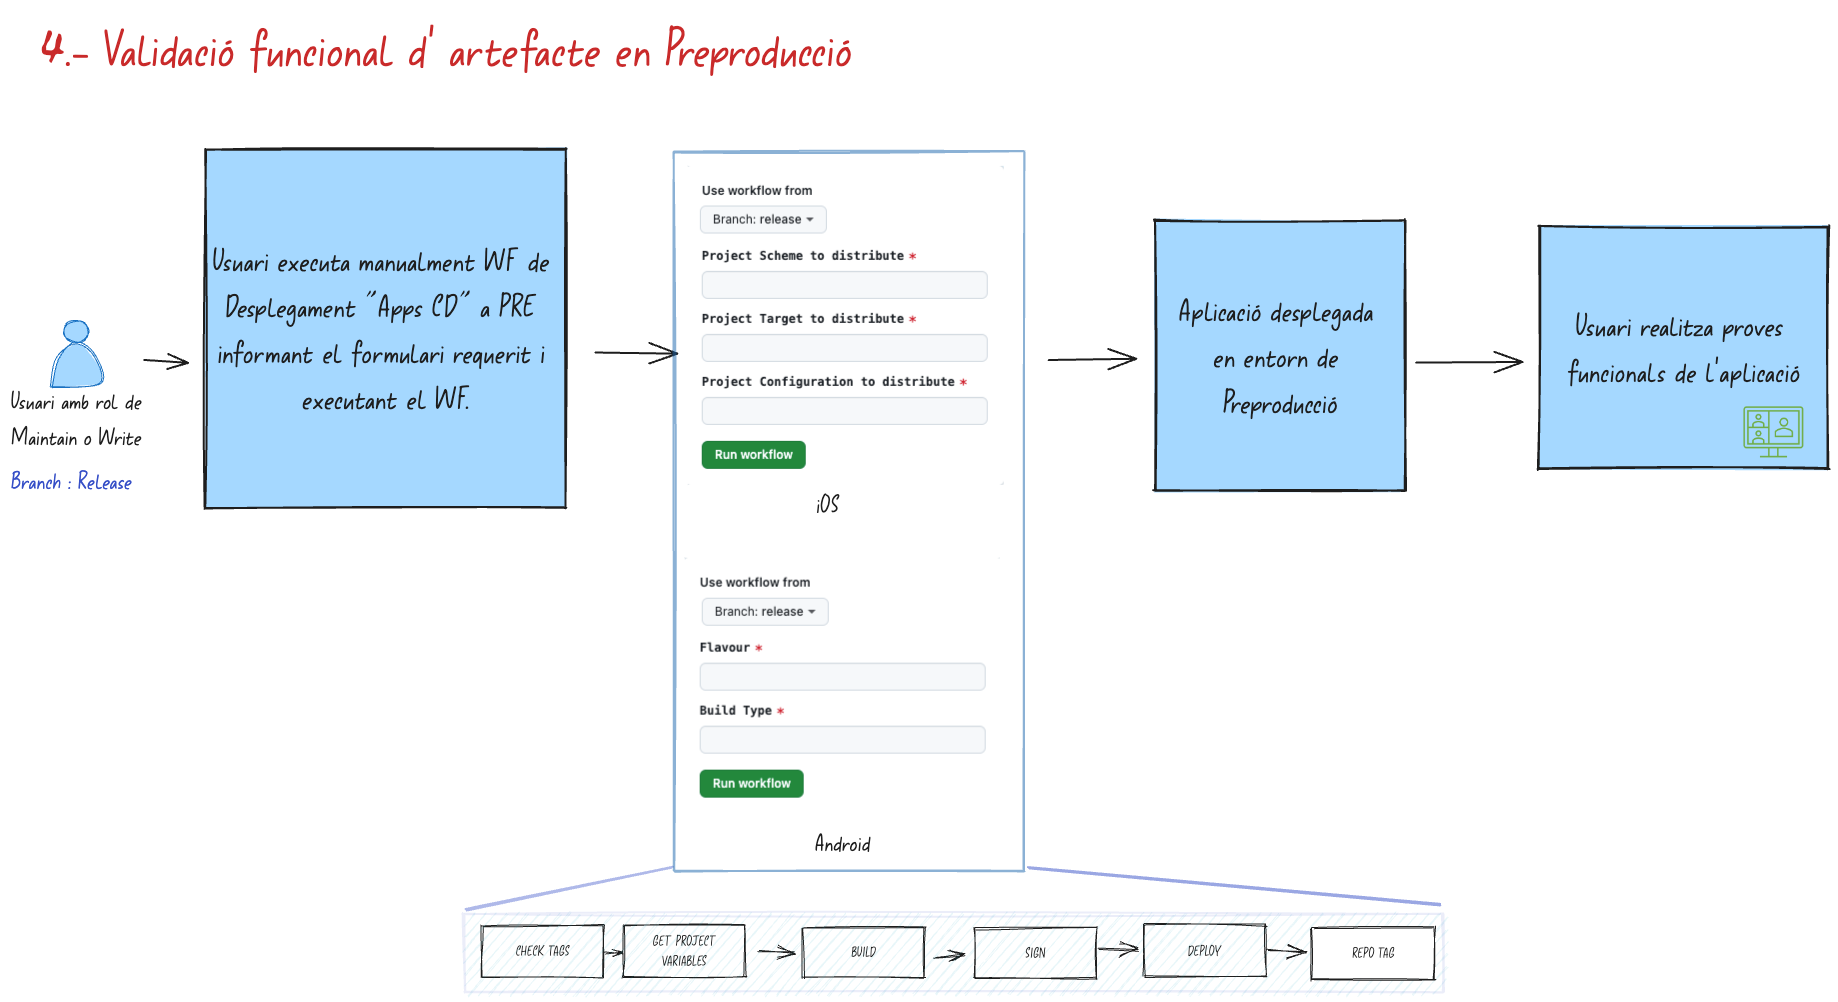 4.- Validació funcional d' artefacte en Preproducció
Usuari amb rol de
Maintain o Write
Branch : Release
Usuari executa manualment WF de
Desplegament "Apps CD" a PRE
informant el formulari requerit i
executant el WF.
Use workflow from
Branch: release
Project Scheme to distribute *
Project Target to distribute *
Project Configuration to distribute *
Run workflow
iOS
Use workflow from
Branch: release
Flavour *
Build Type *
Run workflow
Android
Aplicació desplegada
en entorn de
Preproducció
Usuari realitza proves
funcionals de l'aplicació
CHECK TAGS
GET PROJECT
VARIABLES
BUILD
SIGN
DEPLOY
REPO TAG